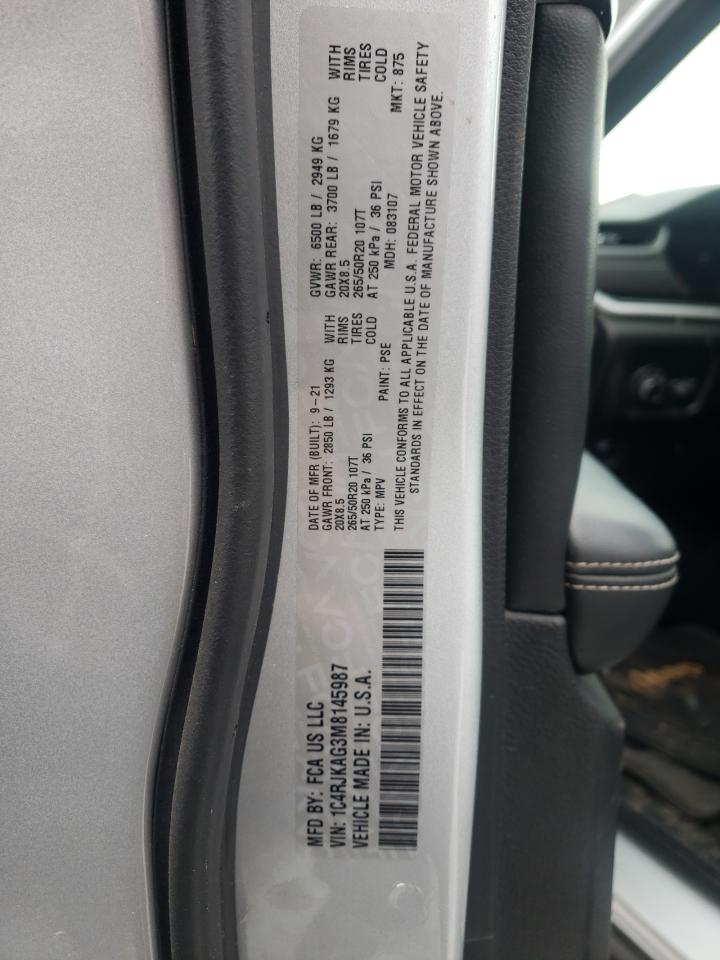 MFD BY: FCA US LLC
VIN: 1C4RJKAG3M8145987
VEHICLE MADE IN: U.S.A.
DATE OF MFR (BUILT): 9-21
GAWR FRONT: 2850 LB / 1293 KG WITH
20X8.5 RIMS
265/50R20 107T TIRES
AT 250 kPa / 36 PSI COLD
TYPE: MPV PAINT: PSE
GVWR: 6500 LB / 2949 KG
GAWR REAR: 3700 LB / 1679 KG WITH
20X8.5 RIMS
265/50R20 107T TIRES
AT 250 kPa / 36 PSI COLD
MDH: 083107 MKT: 875
THIS VEHICLE CONFORMS TO ALL APPLICABLE U.S.A. FEDERAL MOTOR VEHICLE SAFETY
STANDARDS IN EFFECT ON THE DATE OF MANUFACTURE SHOWN ABOVE.